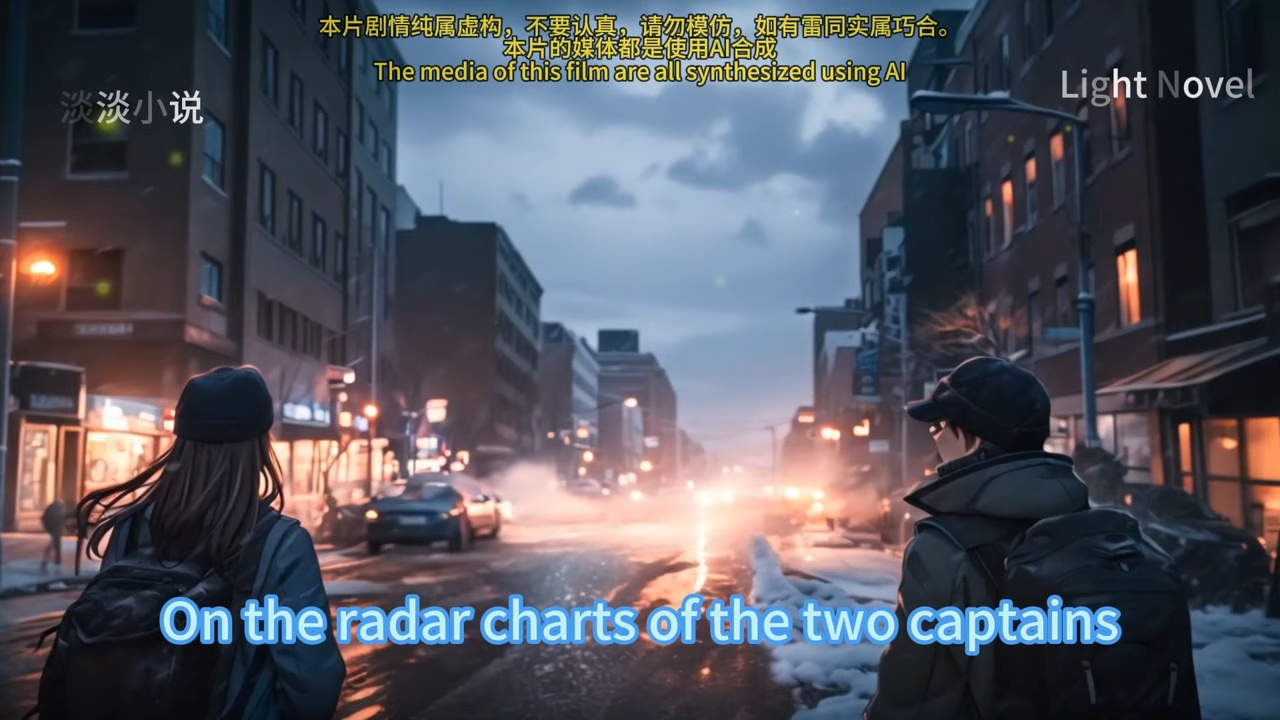 本片剧情纯属虚构，不要认真，请勿模仿，如有雷同实属巧合。
本片的媒体都是使用AI合成
The media of this film are all synthesized using AI
淡淡小说
Light Novel
On the radar charts of the two captains